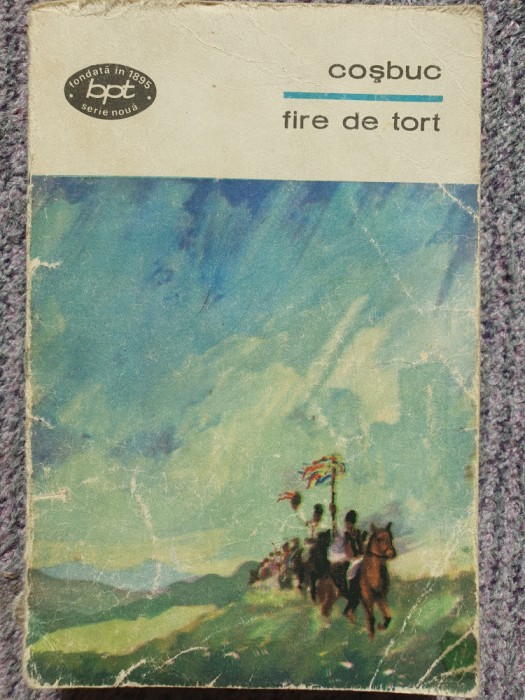 fondată în 1895
bpt
serie nouă
coşbuc
fire de tort